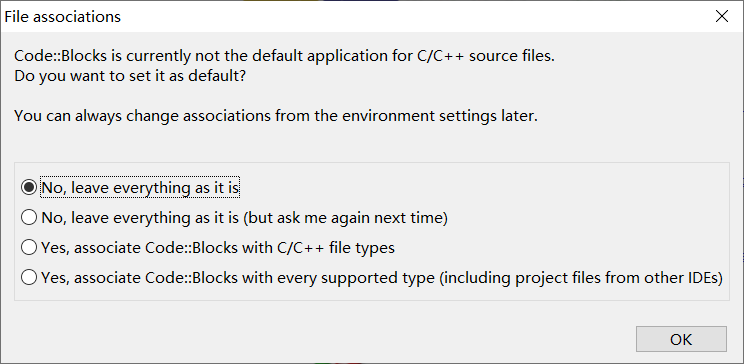 File associations
Code::Blocks is currently not the default application for C/C++ source files.
Do you want to set it as default?
You can always change associations from the environment settings later.
No, leave everything as it is
No, leave everything as it is (but ask me again next time)
Yes, associate Code::Blocks with C/C++ file types
Yes, associate Code::Blocks with every supported type (including project files from other IDEs)
OK